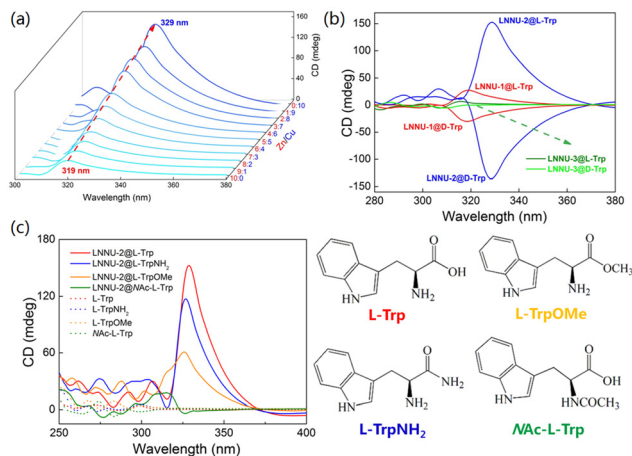 (a)
329 nm
319 nm
160
120
80
40
0
CD (mdeg)
0:10
1:9
2:8
3:7
4:6
5:5
6:4
7:3
8:2
9:1
10:0
Zn/Cu
300
320
340
360
380
Wavelength (nm)
(b)
150
100
50
0
-50
-100
-150
CD (mdeg)
LNNU-2@L-Trp
LNNU-1@L-Trp
LNNU-1@D-Trp
LNNU-3@L-Trp
LNNU-3@D-Trp
LNNU-2@D-Trp
280
300
320
340
360
380
Wavelength (nm)
(c)
180
120
60
0
CD (mdeg)
LNNU-2@L-Trp
LNNU-2@L-TrpNH2
LNNU-2@L-TrpOMe
LNNU-2@NAc-L-Trp
L-Trp
L-TrpNH2
L-TrpOMe
NAc-L-Trp
250
300
350
400
Wavelength (nm)
O
OH
NH2
HN
L-Trp
O
OCH3
NH2
HN
L-TrpOMe
O
NH2
NH2
HN
L-TrpNH2
O
OH
HNCOCH3
HN
NAc-L-Trp